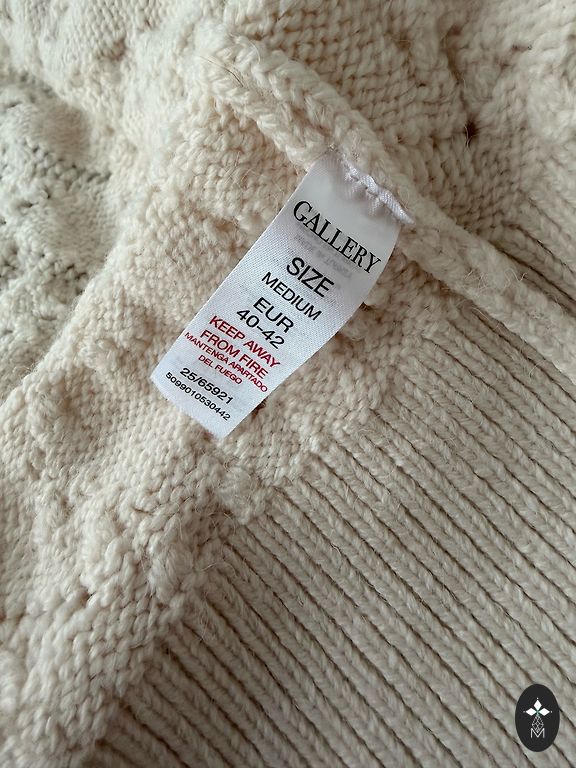 GALLERY
SIZE
MEDIUM
EUR
40-42
KEEP AWAY
FROM FIRE
MANTENGA APARTADO
DEL FUEGO
25/65921
5099010530442
M